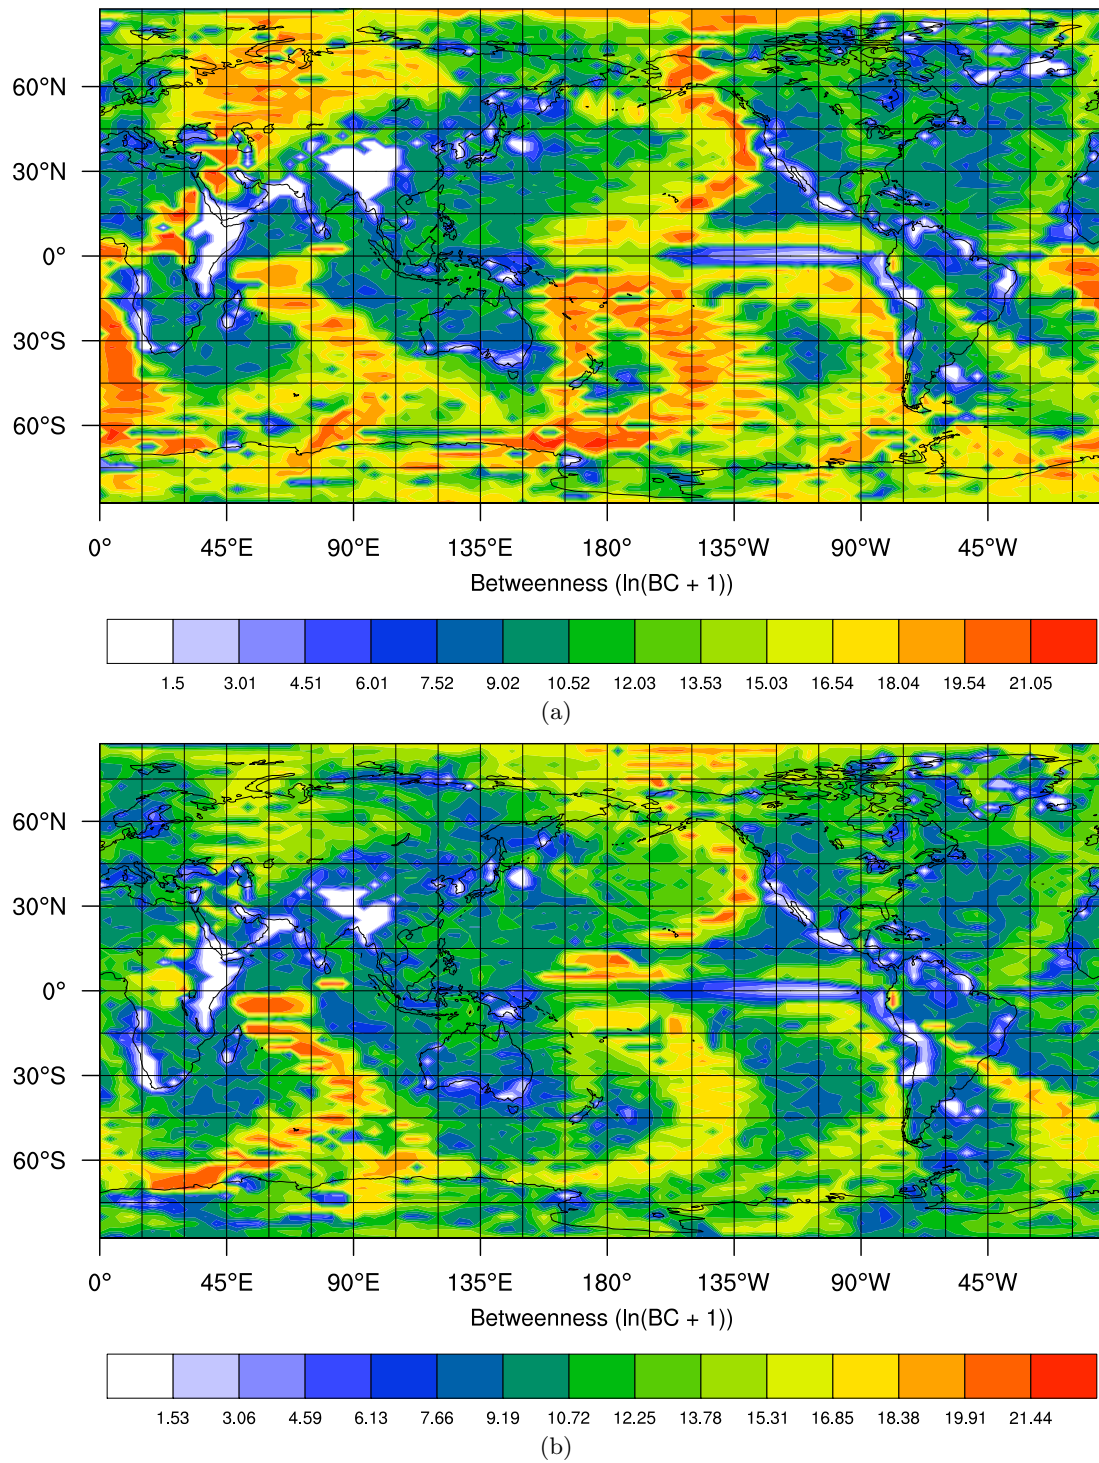 60°N
30°N
0°
30°S
60°S
0° 45°E 90°E 135°E 180° 135°W 90°W 45°W
Betweenness (ln(BC + 1))
1.5 3.01 4.51 6.01 7.52 9.02 10.52 12.03 13.53 15.03 16.54 18.04 19.54 21.05
(a)
60°N
30°N
0°
30°S
60°S
0° 45°E 90°E 135°E 180° 135°W 90°W 45°W
Betweenness (ln(BC + 1))
1.53 3.06 4.59 6.13 7.66 9.19 10.72 12.25 13.78 15.31 16.85 18.38 19.91 21.44
(b)